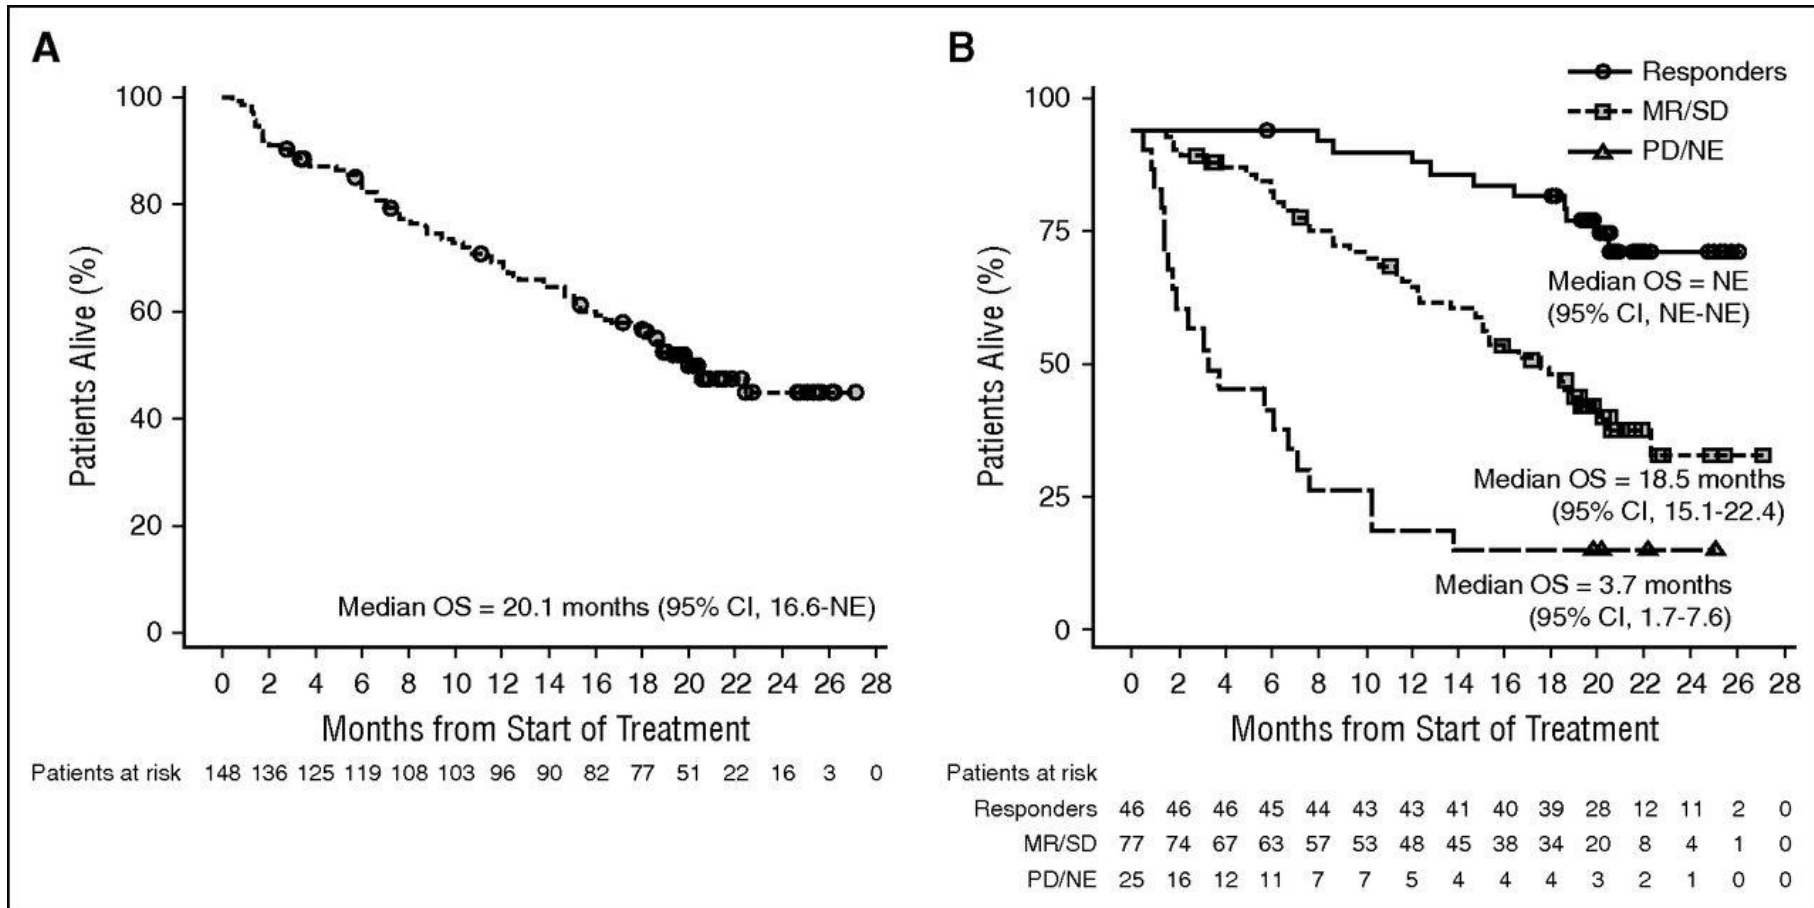 A
100
80
60
40
20
0
Patients Alive (%)
Median OS = 20.1 months (95% CI, 16.6-NE)
0 2 4 6 8 10 12 14 16 18 20 22 24 26 28
Months from Start of Treatment
Patients at risk 148 136 125 119 108 103 96 90 82 77 51 22 16 3 0
B
Responders
MR/SD
PD/NE
100
75
50
25
0
Patients Alive (%)
Median OS = NE
(95% CI, NE-NE)
Median OS = 18.5 months
(95% CI, 15.1-22.4)
Median OS = 3.7 months
(95% CI, 1.7-7.6)
0 2 4 6 8 10 12 14 16 18 20 22 24 26 28
Months from Start of Treatment
Patients at risk
Responders 46 46 46 45 44 43 43 41 40 39 28 12 11 2 0
MR/SD 77 74 67 63 57 53 48 45 38 34 20 8 4 1 0
PD/NE 25 16 12 11 7 7 5 4 4 4 3 2 1 0 0